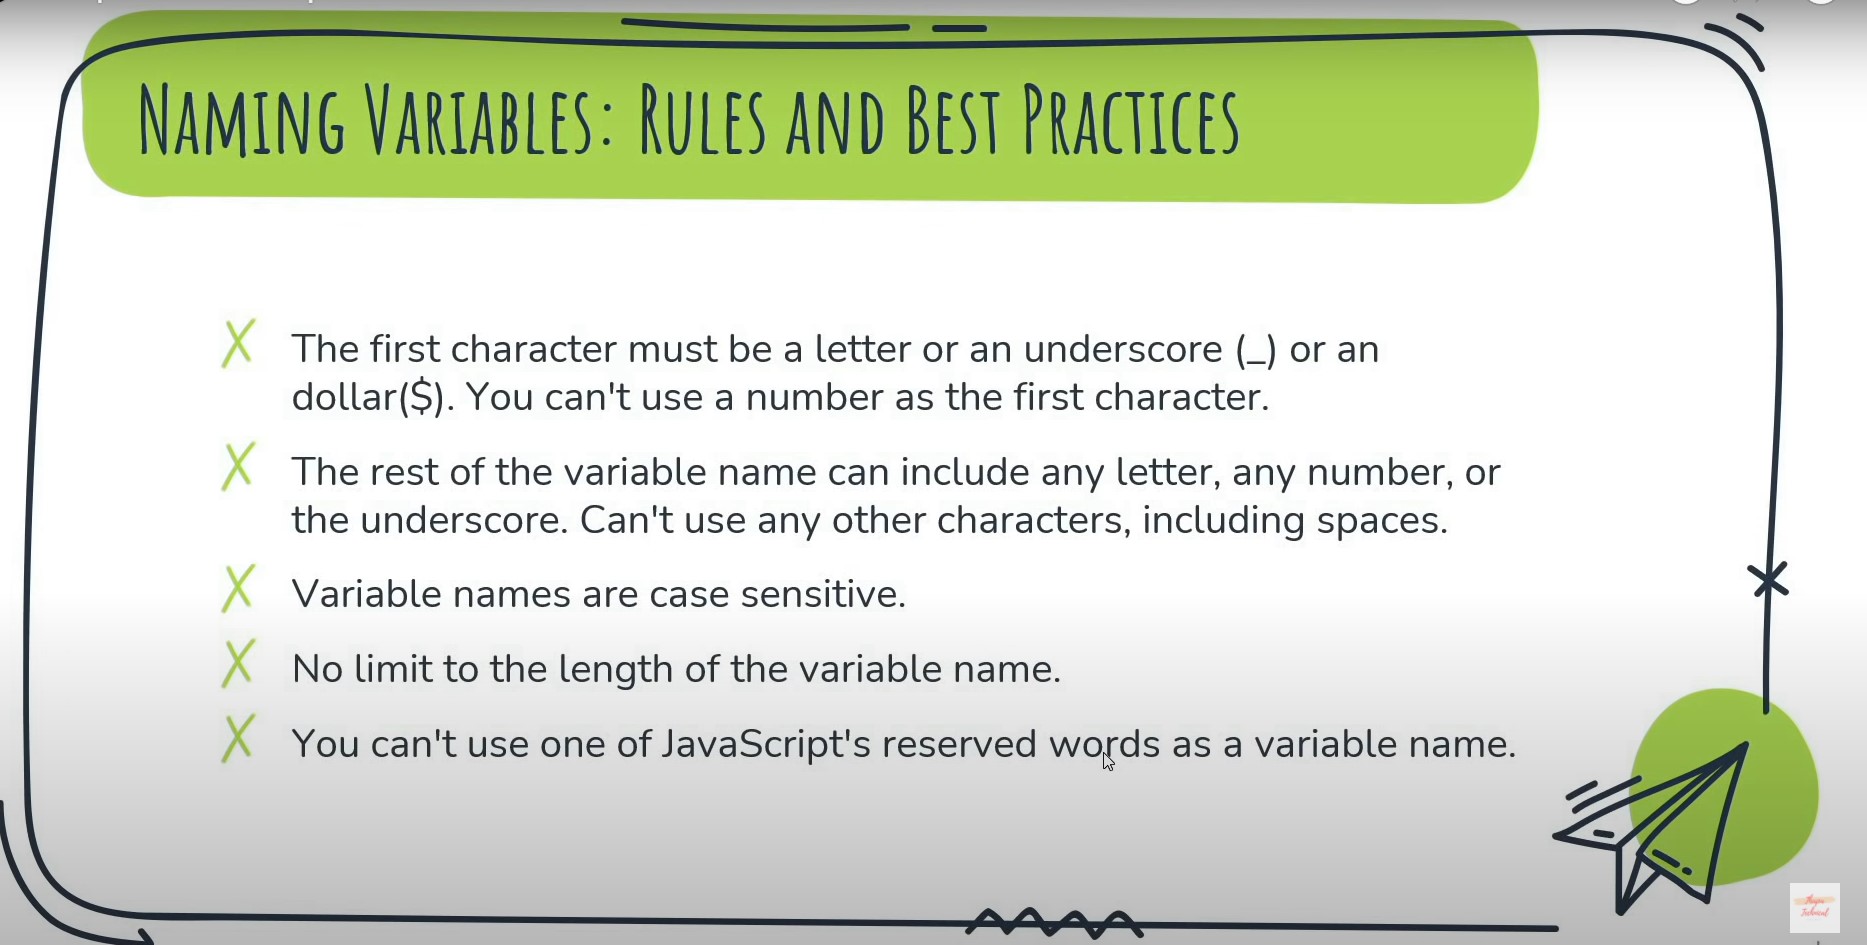 Naming Variables: Rules and Best Practices
The first character must be a letter or an underscore (_) or an
dollar($). You can't use a number as the first character.
The rest of the variable name can include any letter, any number, or
the underscore. Can't use any other characters, including spaces.
Variable names are case sensitive.
No limit to the length of the variable name.
You can't use one of JavaScript's reserved words as a variable name.
Technical